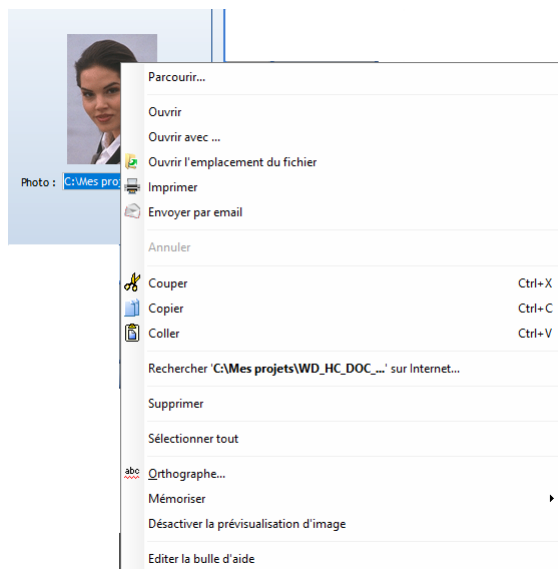 Parcourir...
Ouvrir
Ouvrir avec ...
Ouvrir l'emplacement du fichier
Photo : C:\Mes proj
Imprimer
Envoyer par email
Annuler
Couper Ctrl+X
Copier Ctrl+C
Coller Ctrl+V
Rechercher 'C:\Mes projets\WD_HC_DOC_...' sur Internet...
Supprimer
Sélectionner tout
abc Orthographe...
Mémoriser
Désactiver la prévisualisation d'image
Editer la bulle d'aide